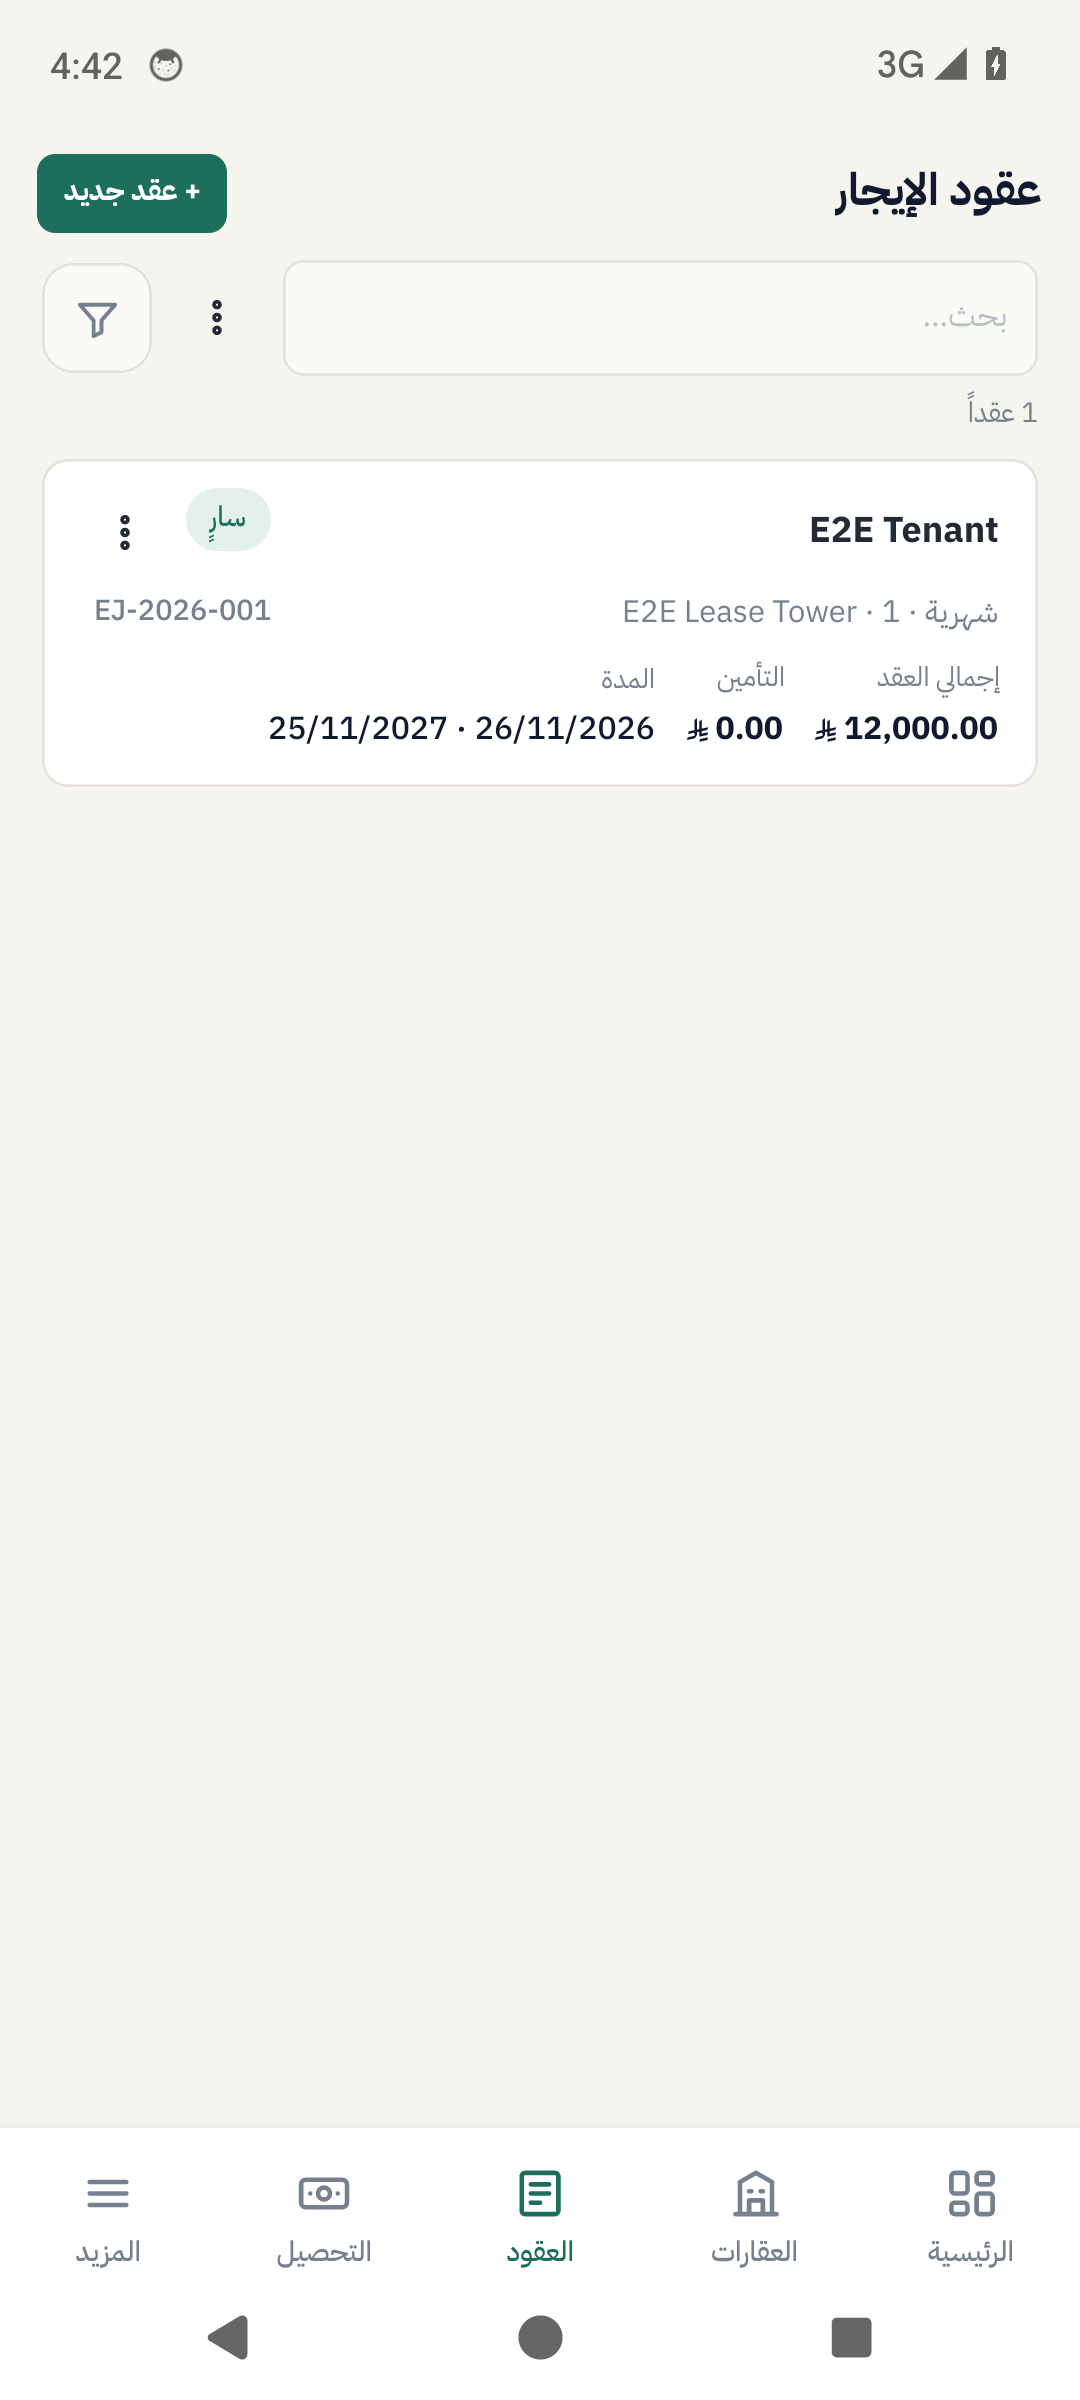 4:42 3G
عقود الإيجار
+ عقد جديد
بحث...
1 عقداً
E2E Tenant
سارٍ
شهرية · 1 · E2E Lease Tower
EJ-2026-001
إجمالي العقد التأمين المدة
12,000.00 ⃁ 0.00 ⃁ 26/11/2026 · 25/11/2027
الرئيسية العقارات العقود التحصيل المزيد